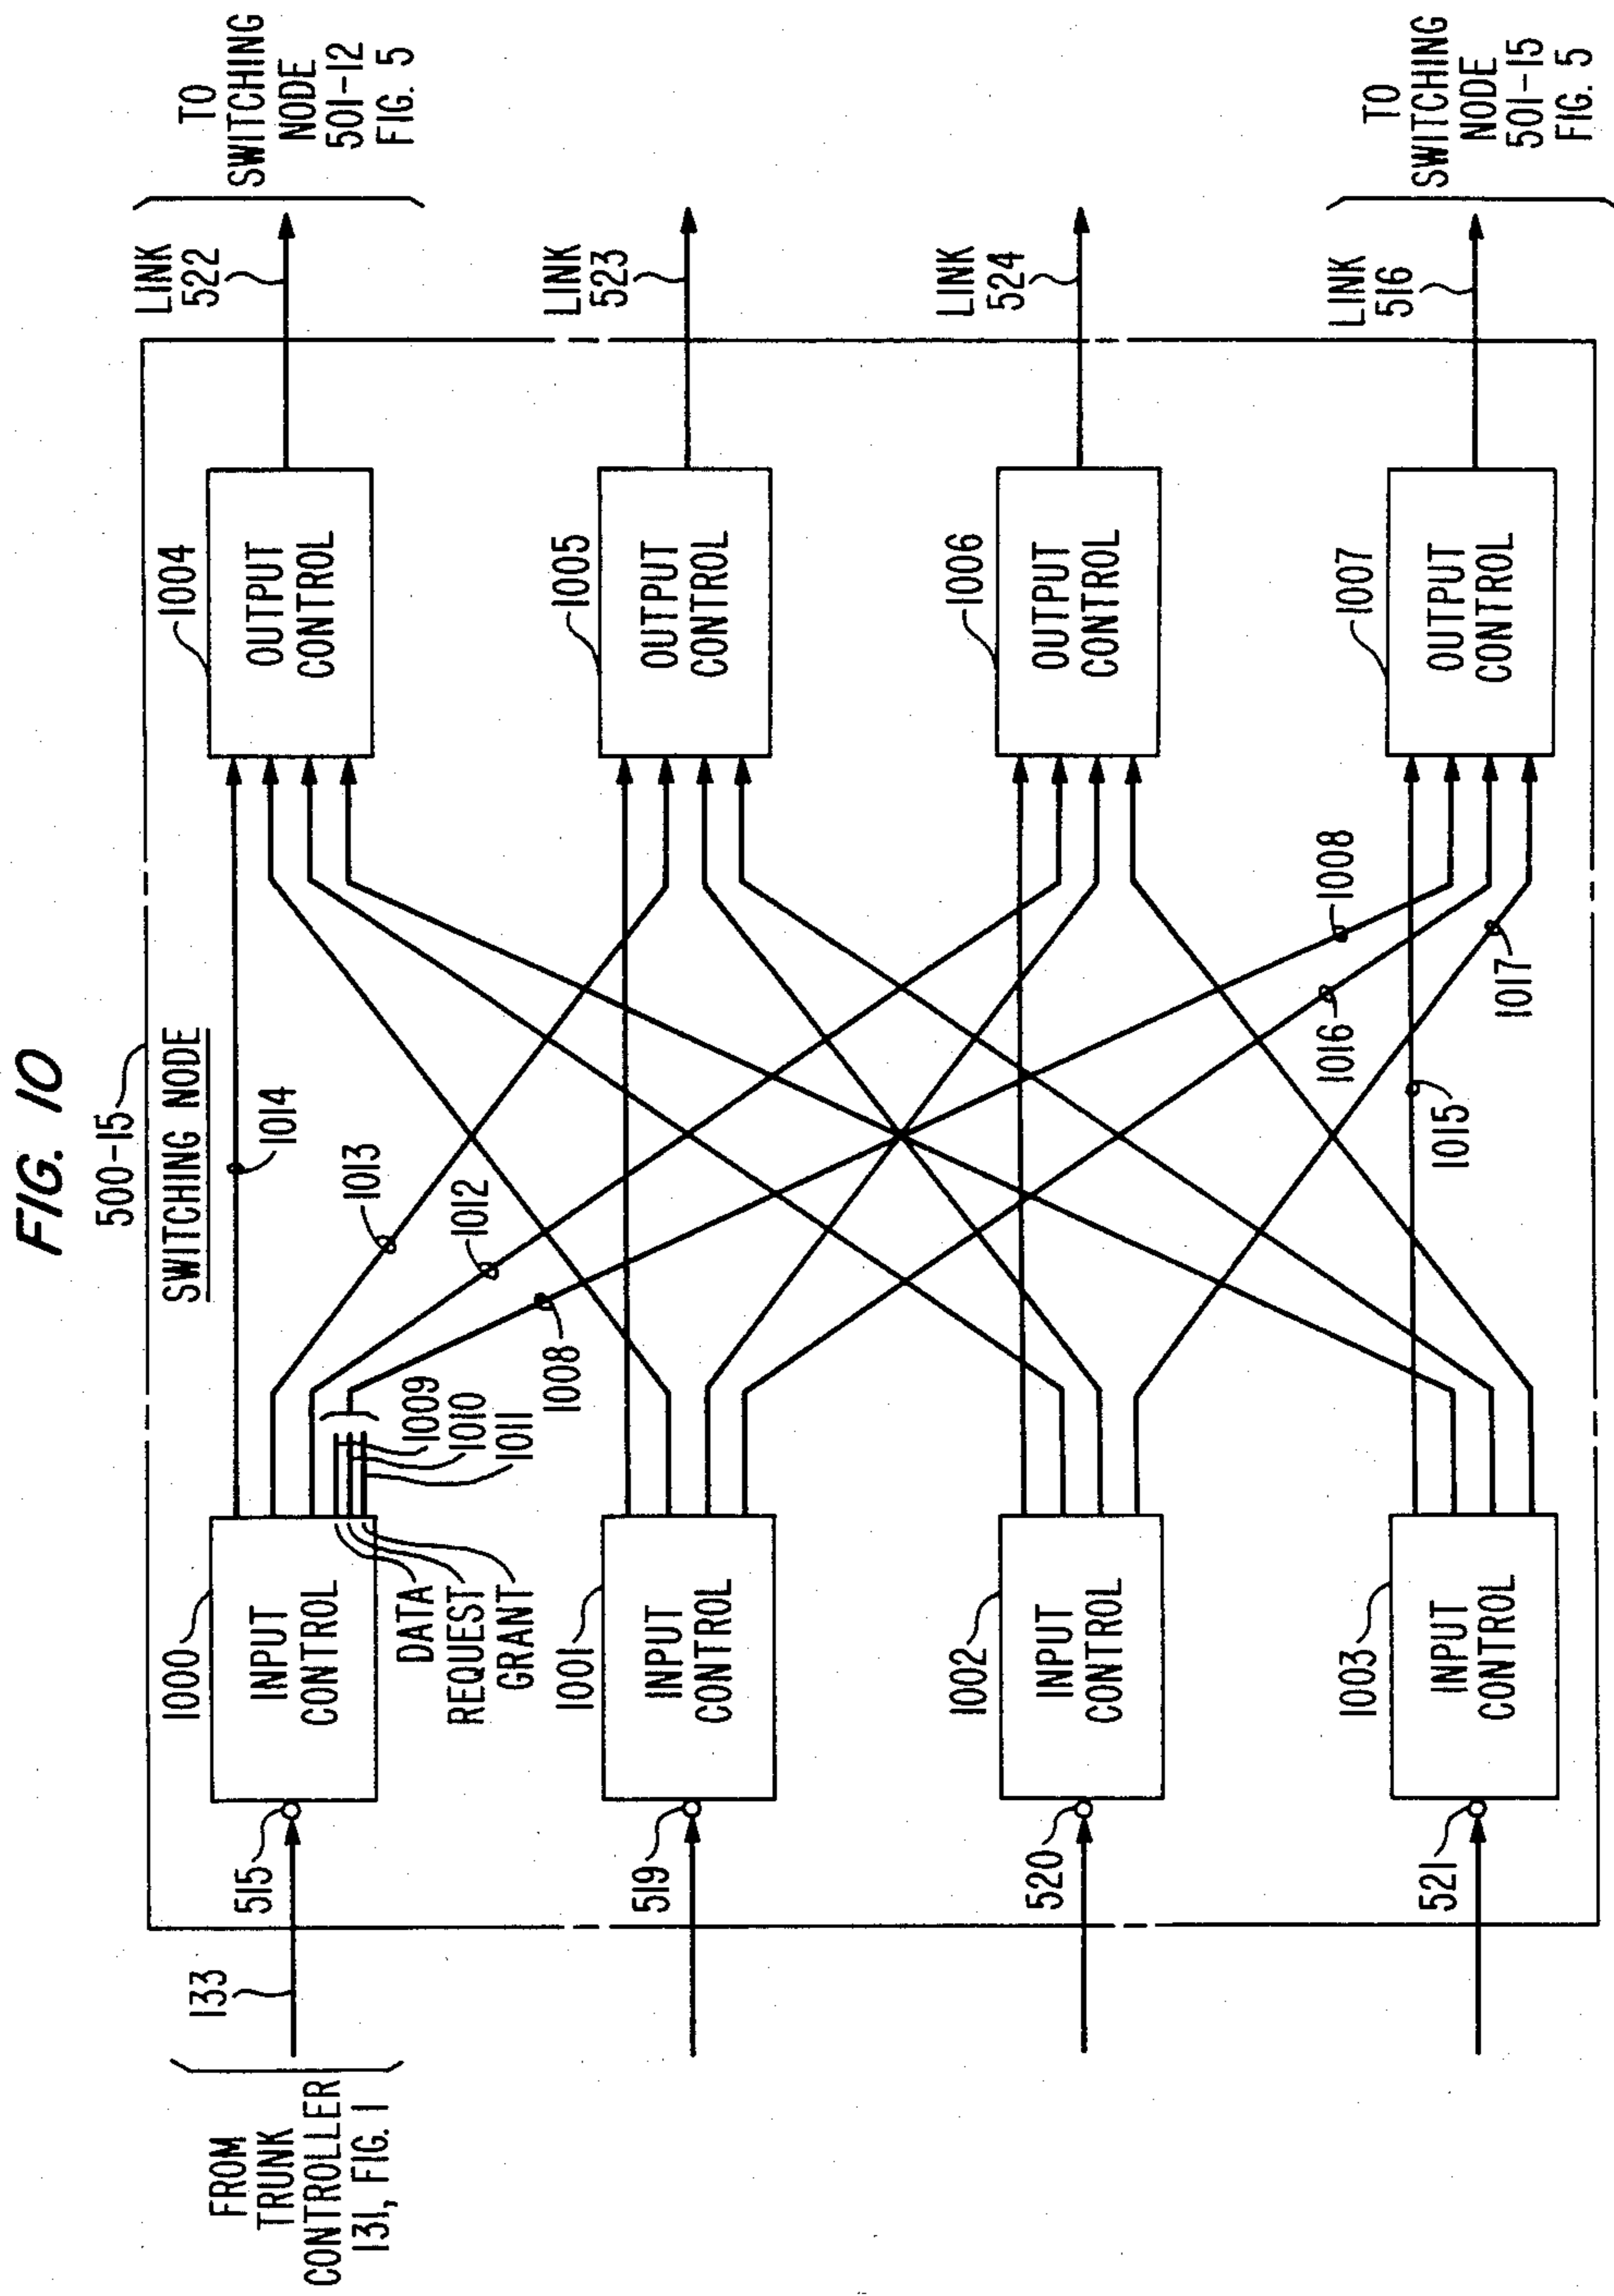 FIG. 10
500-15
SWITCHING NODE
FROM
TRUNK
CONTROLLER
131, FIG. 1
133
515
1000
INPUT
CONTROL
DATA
REQUEST
GRANT
1009
1010
1011
1008
1012
1013
1014
1004
OUTPUT
CONTROL
LINK
522
TO
SWITCHING
NODE
501-12
FIG. 5
519
1001
INPUT
CONTROL
1005
OUTPUT
CONTROL
LINK
523
520
1002
INPUT
CONTROL
1006
OUTPUT
CONTROL
LINK
524
521
1003
INPUT
CONTROL
1015
1016
1017
1008
1007
OUTPUT
CONTROL
LINK
516
TO
SWITCHING
NODE
501-15
FIG. 5